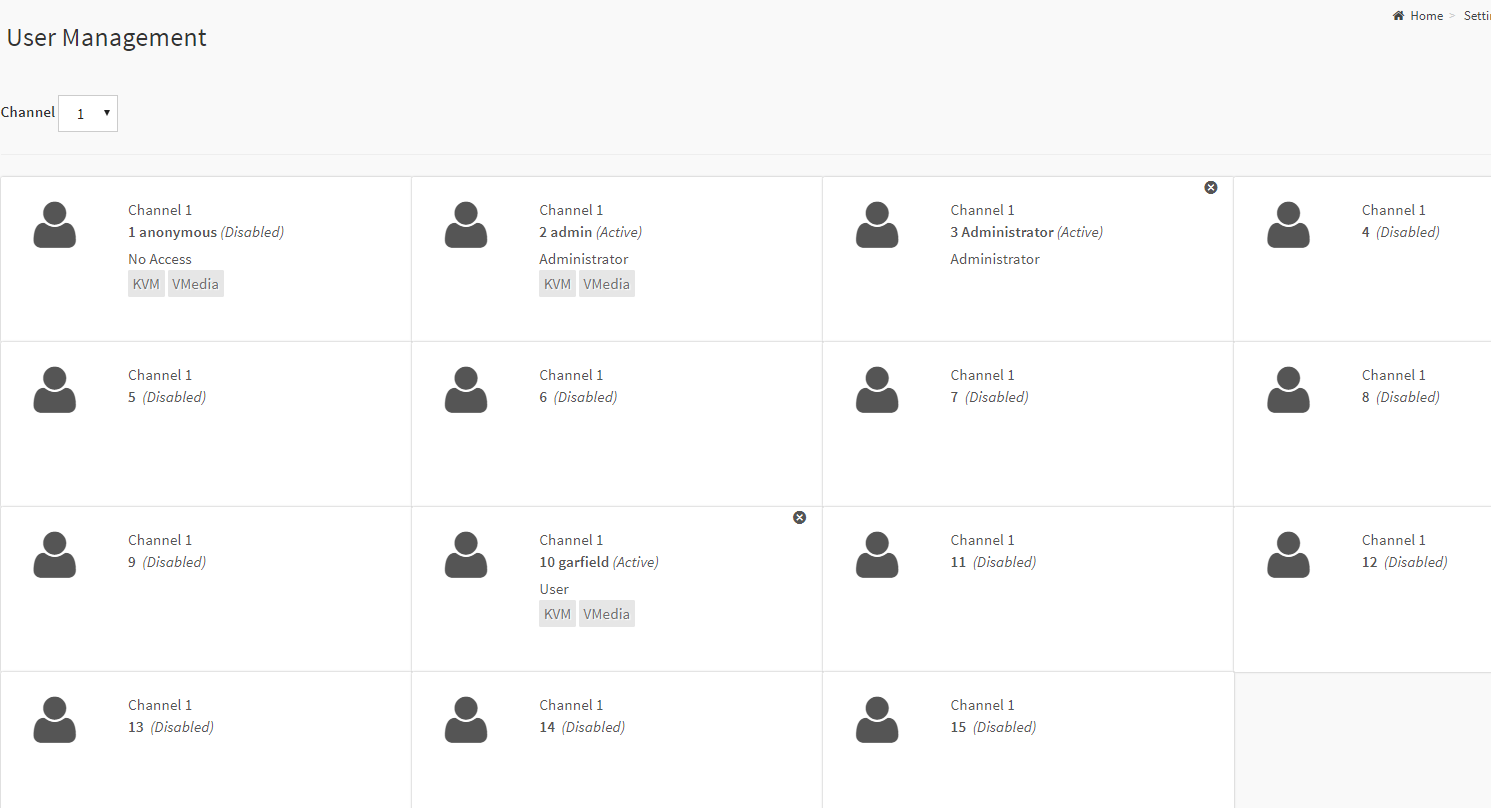 Home > Setti
User Management
Channel 1
Channel 1
1 anonymous (Disabled)
No Access
KVM VMedia
Channel 1
2 admin (Active)
Administrator
KVM VMedia
Channel 1
3 Administrator (Active)
Administrator
Channel 1
4 (Disabled)
Channel 1
5 (Disabled)
Channel 1
6 (Disabled)
Channel 1
7 (Disabled)
Channel 1
8 (Disabled)
Channel 1
9 (Disabled)
Channel 1
10 garfield (Active)
User
KVM VMedia
Channel 1
11 (Disabled)
Channel 1
12 (Disabled)
Channel 1
13 (Disabled)
Channel 1
14 (Disabled)
Channel 1
15 (Disabled)